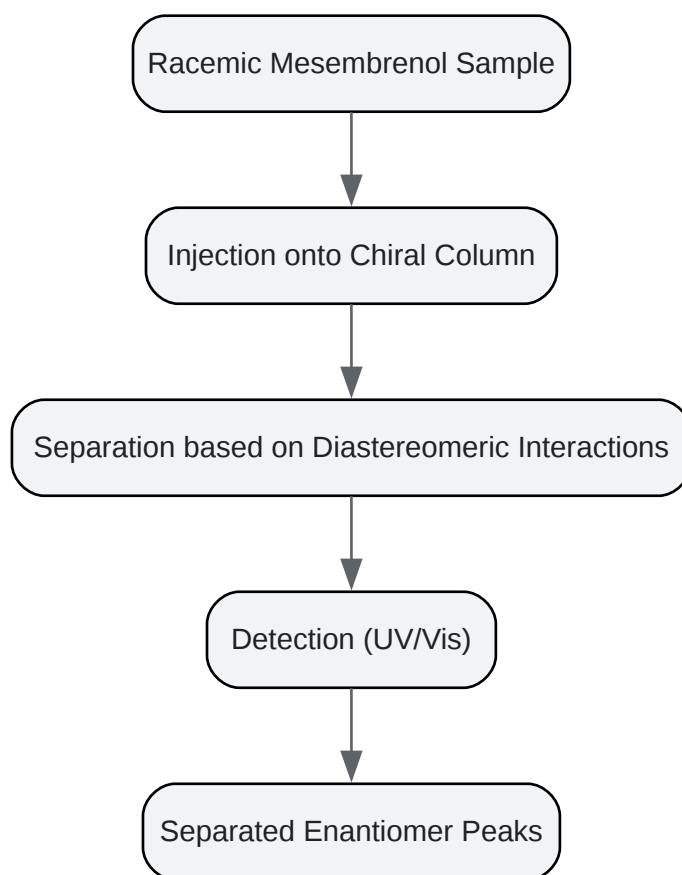 Racemic Mesembrenol Sample
Injection onto Chiral Column
Separation based on Diastereomeric Interactions
Detection (UV/Vis)
Separated Enantiomer Peaks